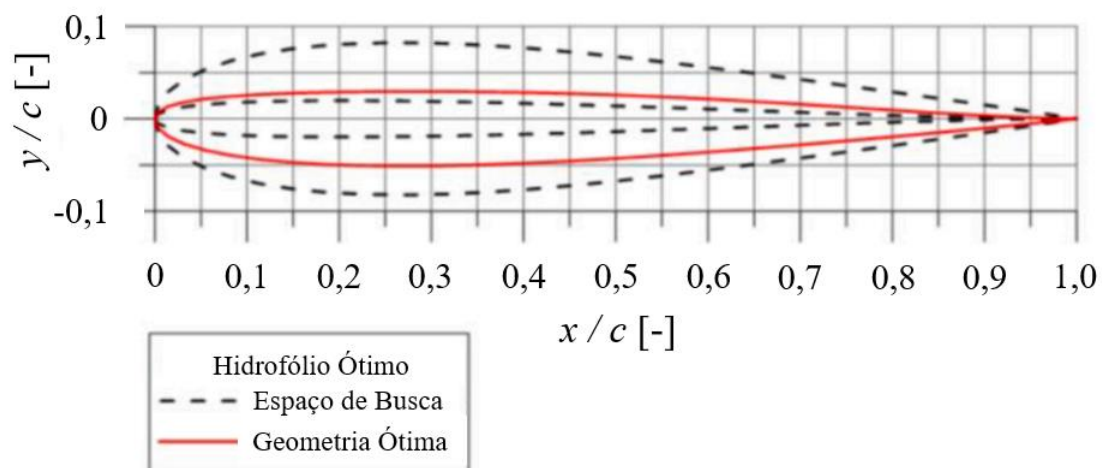 0,1
0
-0,1
y / c [-]
0 0,1 0,2 0,3 0,4 0,5 0,6 0,7 0,8 0,9 1,0
x / c [-]
Hidrofólio Ótimo
Espaço de Busca
Geometria Ótima